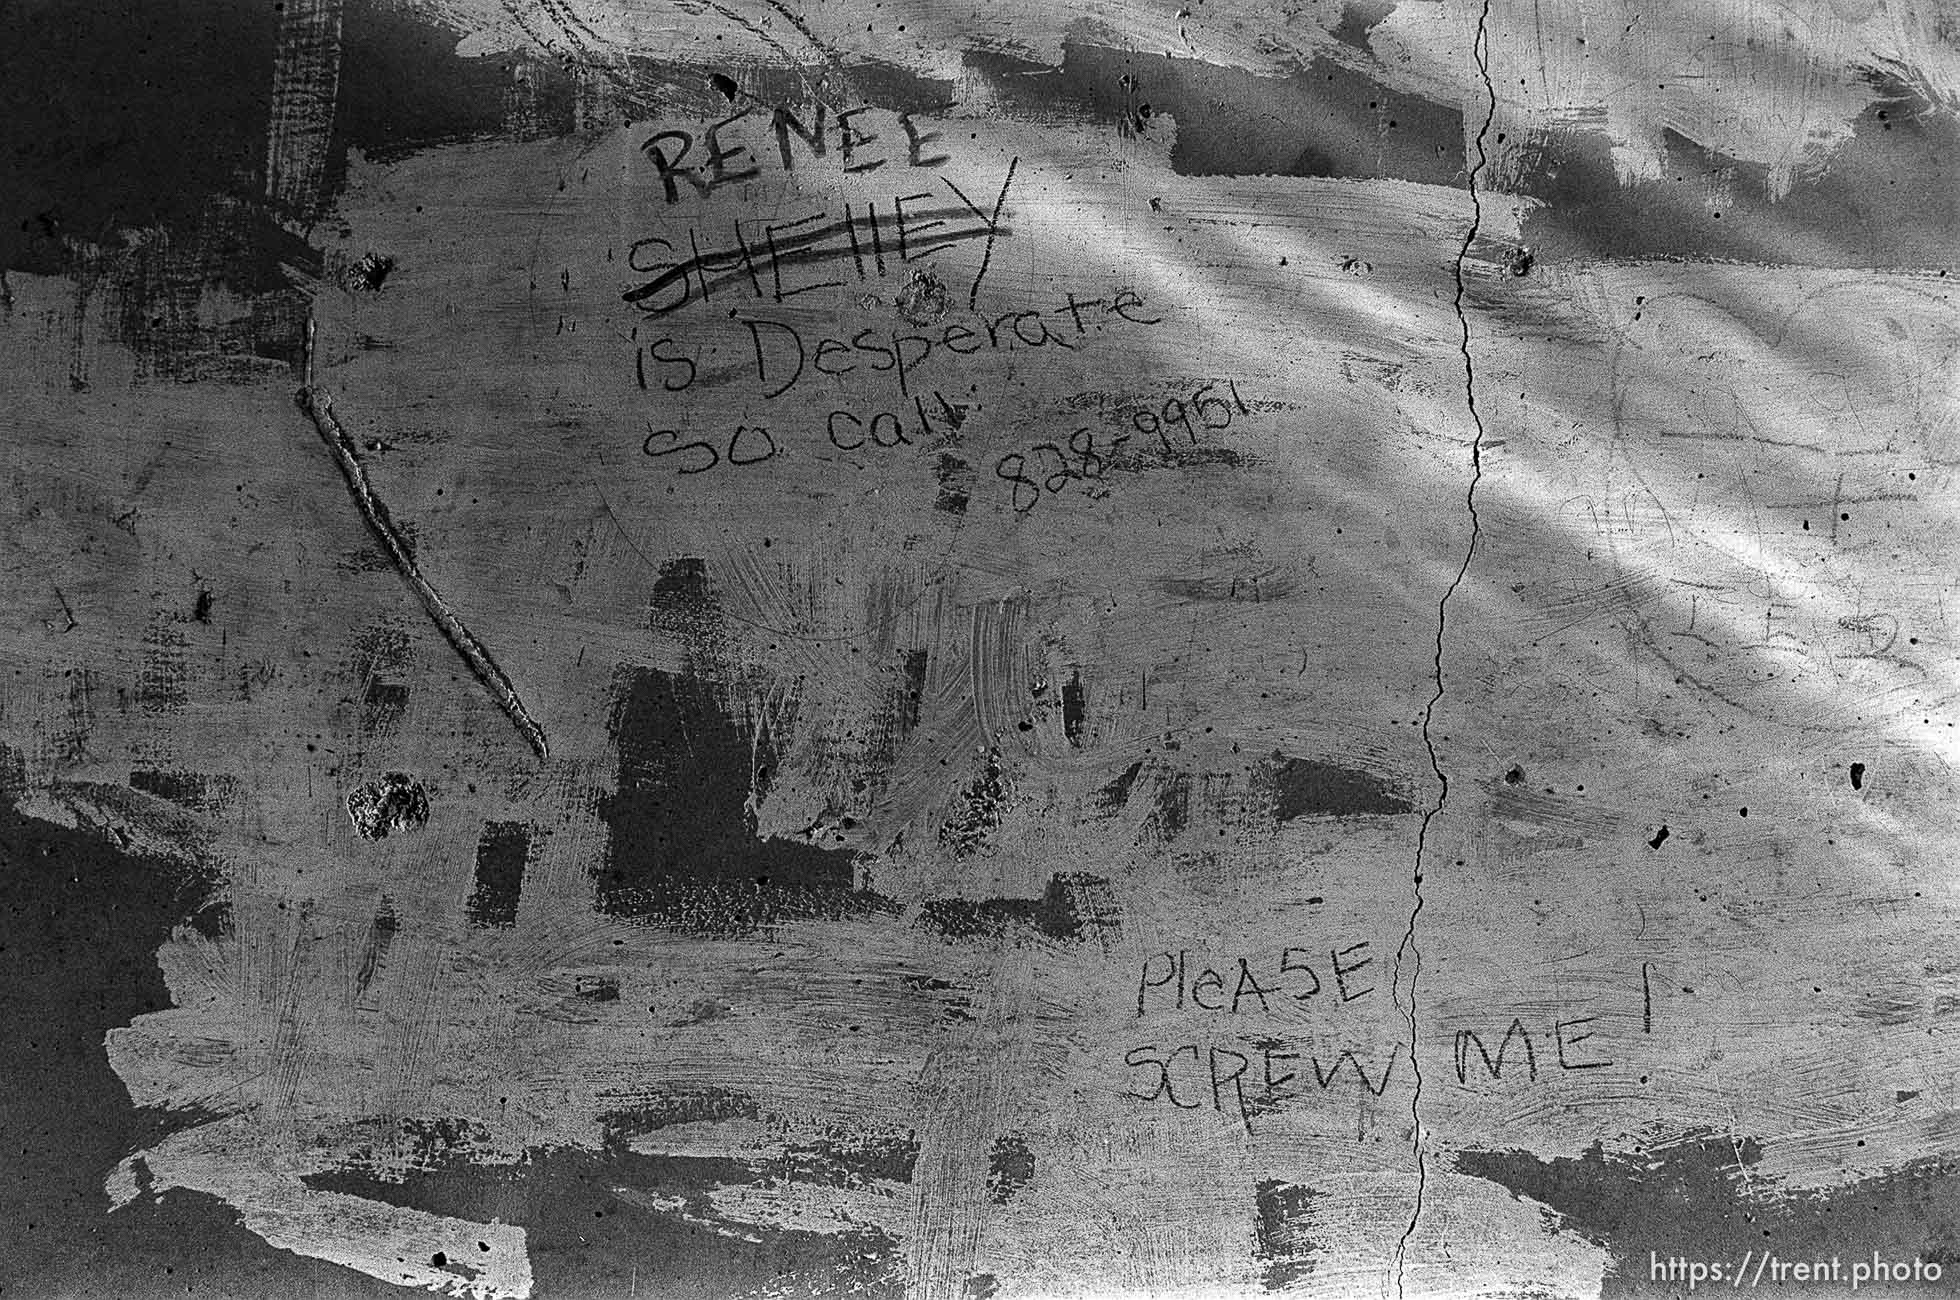 RENEE
SHEllEY
is Desperate
so call
828-9951
PleASE
SCREW ME!
https://trent.photo